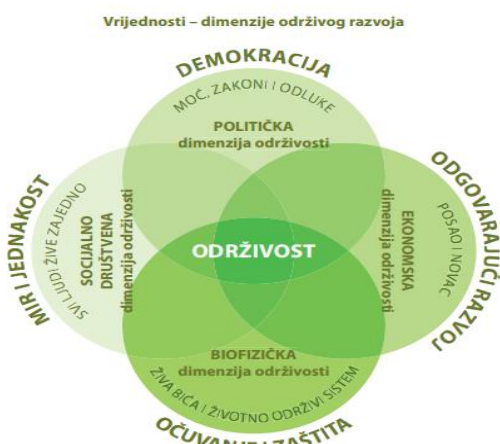 Vrijednosti – dimenzije održivog razvoja
DEMOKRACIJA
MOĆ, ZAKONI I ODLUKE
POLITIČKA
dimenzija održivosti
MIR I JEDNAKOST
SVI LJUDI ŽIVE ZAJEDNO
SOCIJALNO
DRUŠTVENA
dimenzija održivosti
ODRŽIVOST
EKONOMSKA
dimenzija održivosti
POSAO I NOVAC
ODGOVARAJUĆI RAZVOJ
BIOFIZIČKA
dimenzija održivosti
ŽIVA BIĆA I ŽIVOTNO ODRŽIVI SISTEM
OČUVANJE I ZAŠTITA